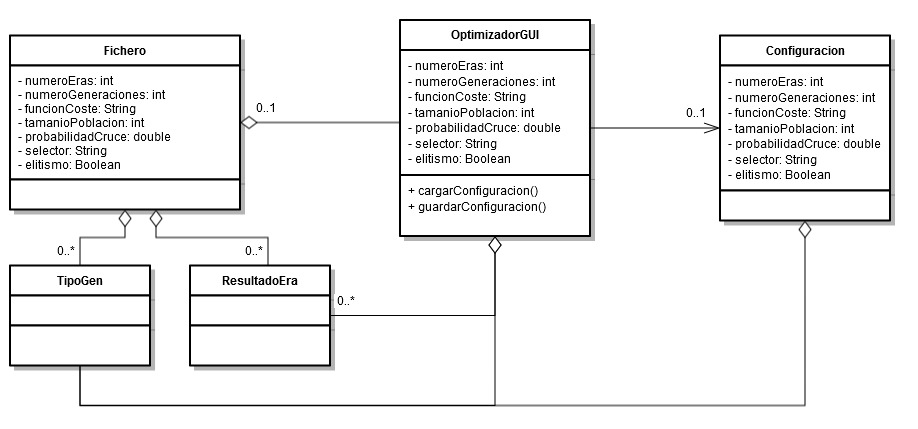 Fichero
- numeroEras: int
- numeroGeneraciones: int
- funcionCoste: String
- tamanioPoblacion: int
- probabilidadCruce: double
- selector: String
- elitismo: Boolean
0..1
OptimizadorGUI
- numeroEras: int
- numeroGeneraciones: int
- funcionCoste: String
- tamanioPoblacion: int
- probabilidadCruce: double
- selector: String
- elitismo: Boolean
+ cargarConfiguracion()
+ guardarConfiguracion()
0..1
Configuracion
- numeroEras: int
- numeroGeneraciones: int
- funcionCoste: String
- tamanioPoblacion: int
- probabilidadCruce: double
- selector: String
- elitismo: Boolean
0..*
0..*
TipoGen
ResultadoEra
0..*